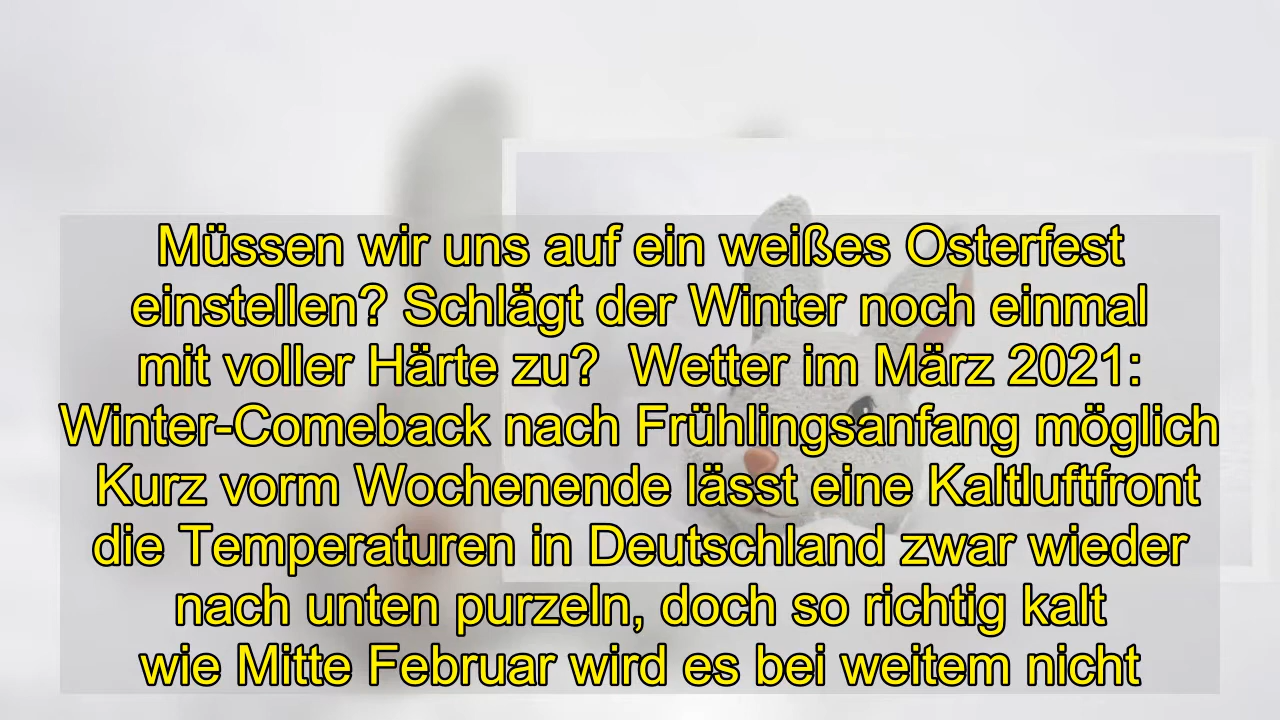 Müssen wir uns auf ein weißes Osterfest
einstellen? Schlägt der Winter noch einmal
mit voller Härte zu?  Wetter im März 2021:
Winter-Comeback nach Frühlingsanfang möglich
Kurz vorm Wochenende lässt eine Kaltluftfront
die Temperaturen in Deutschland zwar wieder
nach unten purzeln, doch so richtig kalt
wie Mitte Februar wird es bei weitem nicht